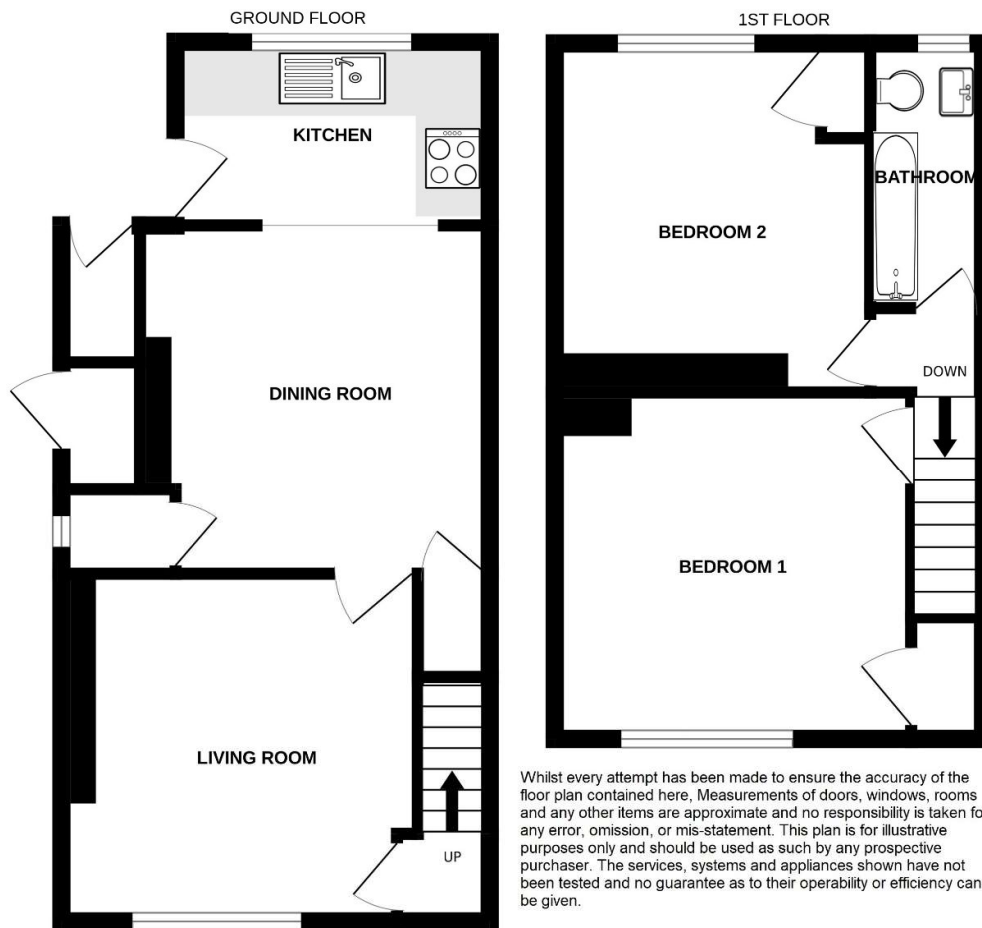 GROUND FLOOR
1ST FLOOR
KITCHEN
BATHROOM
BEDROOM 2
DINING ROOM
DOWN
BEDROOM 1
LIVING ROOM
UP
Whilst every attempt has been made to ensure the accuracy of the
floor plan contained here, Measurements of doors, windows, rooms
and any other items are approximate and no responsibility is taken fo
any error, omission, or mis-statement. This plan is for illustrative
purposes only and should be used as such by any prospective
purchaser. The services, systems and appliances shown have not
been tested and no guarantee as to their operability or efficiency can
be given.